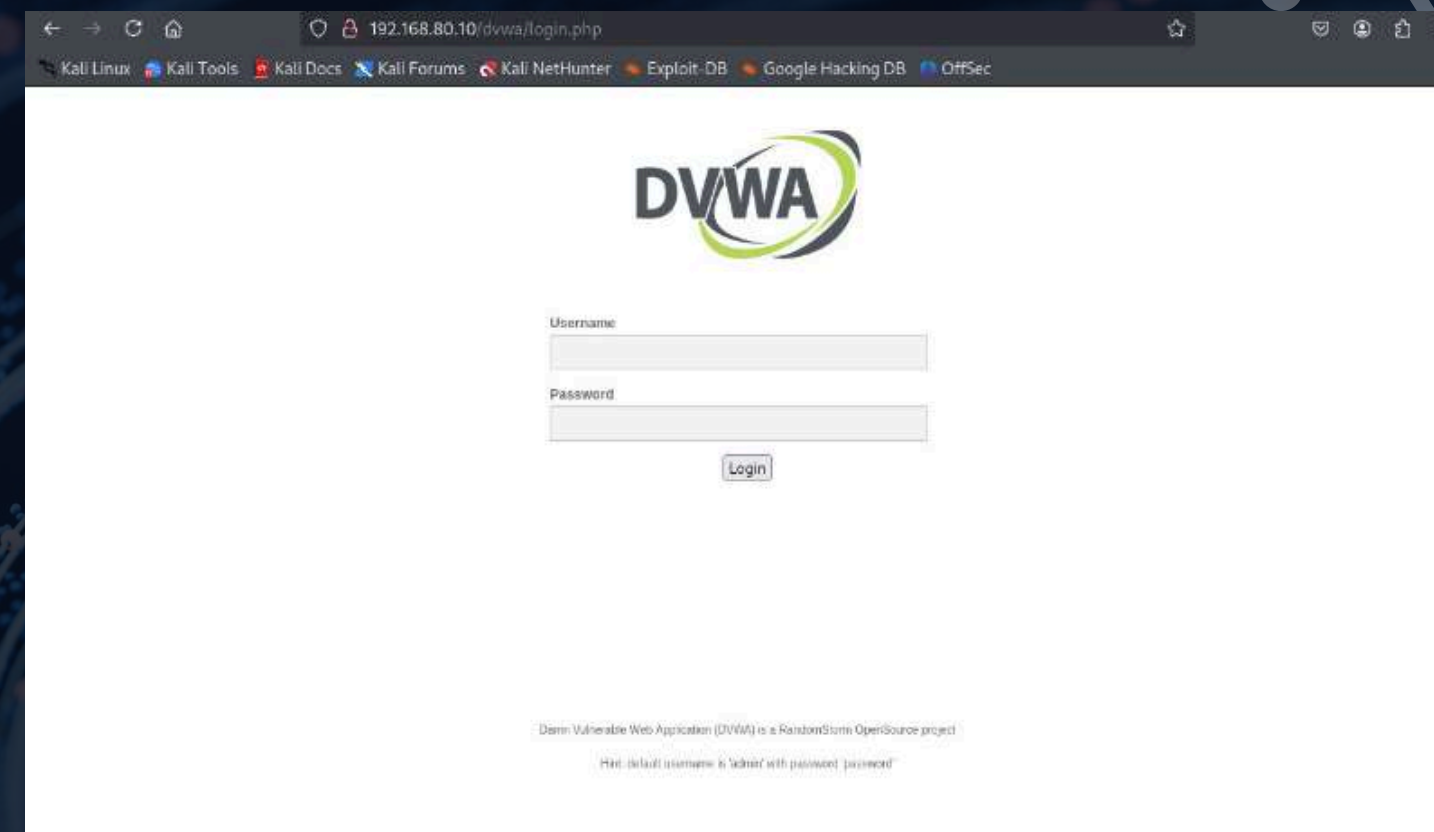 192.168.80.10/dvwa/login.php
Kali Linux Kali Tools Kali Docs Kali Forums Kali NetHunter Exploit-DB Google Hacking DB OffSec
DVWA
Username
Password
Login
Damn Vulnerable Web Application (DVWA) is a RandomStorm OpenSource project
Hint: default username is 'admin' with password 'password'